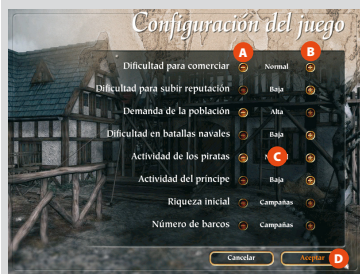 Configuración del juego
A B
Dificultad para comerciar Normal
Dificultad para subir reputación Baja
Demanda de la población Alta
Dificultad en batallas navales Baja
Actividad de los piratas C
Actividad del príncipe Baja
Riqueza inicial Campañas
Número de barcos Campañas
Cancelar Aceptar D